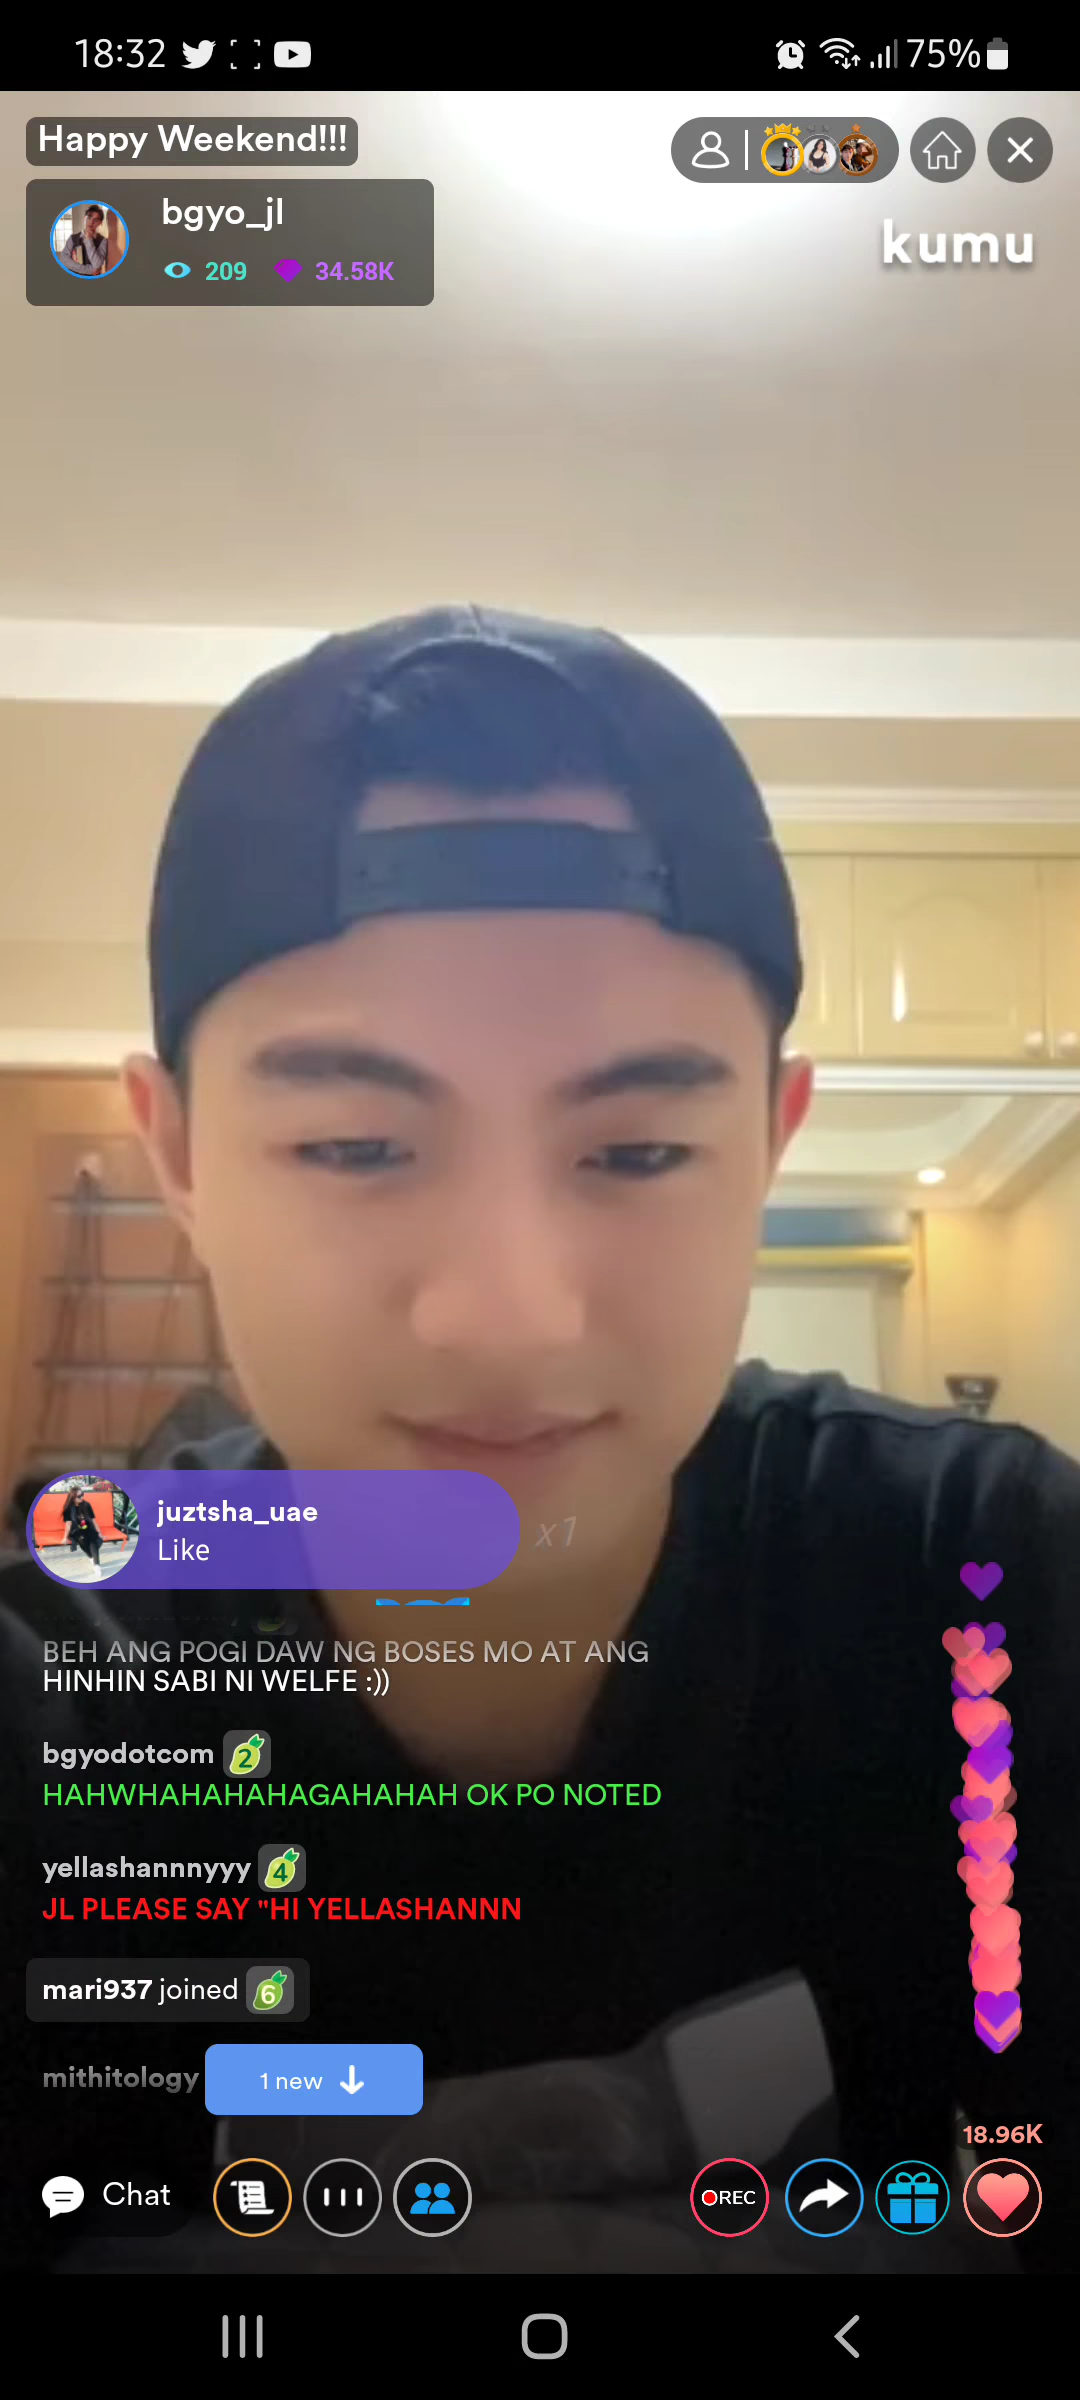 18:32
75%
Happy Weekend!!!
bgyo_jl
209 34.58K
kumu
juztsha_uae
Like
x1
BEH ANG POGI DAW NG BOSES MO AT ANG
HINHIN SABI NI WELFE :))
bgyodotcom 2
HAHWHAHAHAHAGAHAHAH OK PO NOTED
yellashannnyyy 4
JL PLEASE SAY "HI YELLASHANNN
mari937 joined 6
mithitology
1 new
18.96K
Chat
REC